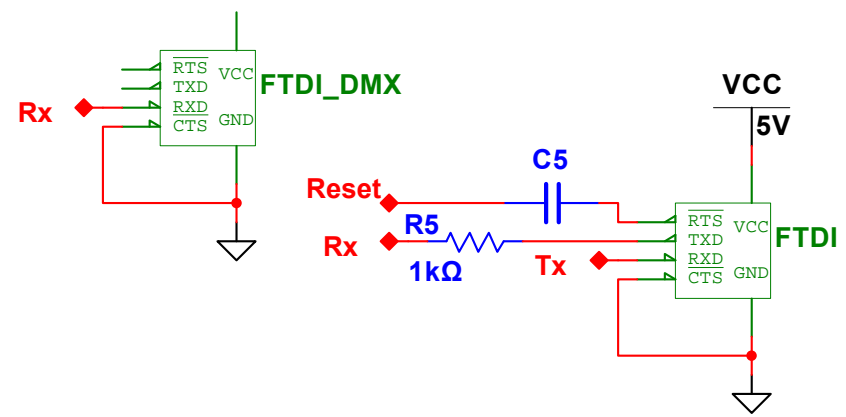 RTS
TXD
RXD
CTS
VCC
GND
FTDI_DMX
Rx
VCC
5V
C5
Reset
R5
Rx
1kΩ
Tx
RTS
TXD
RXD
CTS
VCC
GND
FTDI